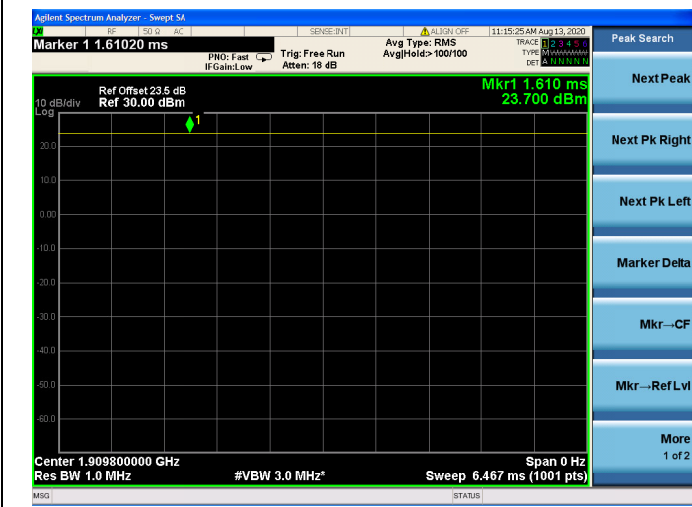 Agilent Spectrum Analyzer - Swept SA
LXI RF 50 Ω AC SENSE:INT ALIGN OFF 11:15:25 AM Aug 13, 2020
Marker 1 1.61020 ms
PNO: Fast
IFGain:Low
Trig: Free Run
Atten: 18 dB
Avg Type: RMS
Avg|Hold:>100/100
TRACE 1 2 3 4 5 6
TYPE M
DET A N N N N N
Peak Search
Mkr1 1.610 ms
23.700 dBm
Ref Offset 23.5 dB
Ref 30.00 dBm
10 dB/div
Log
1
20.0
10.0
0.00
-10.0
-20.0
-30.0
-40.0
-50.0
-60.0
Center 1.909800000 GHz
Span 0 Hz
Res BW 1.0 MHz
#VBW 3.0 MHz*
Sweep 6.467 ms (1001 pts)
MSG
STATUS
Next Peak
Next Pk Right
Next Pk Left
Marker Delta
Mkr→CF
Mkr→Ref Lvl
More
1 of 2